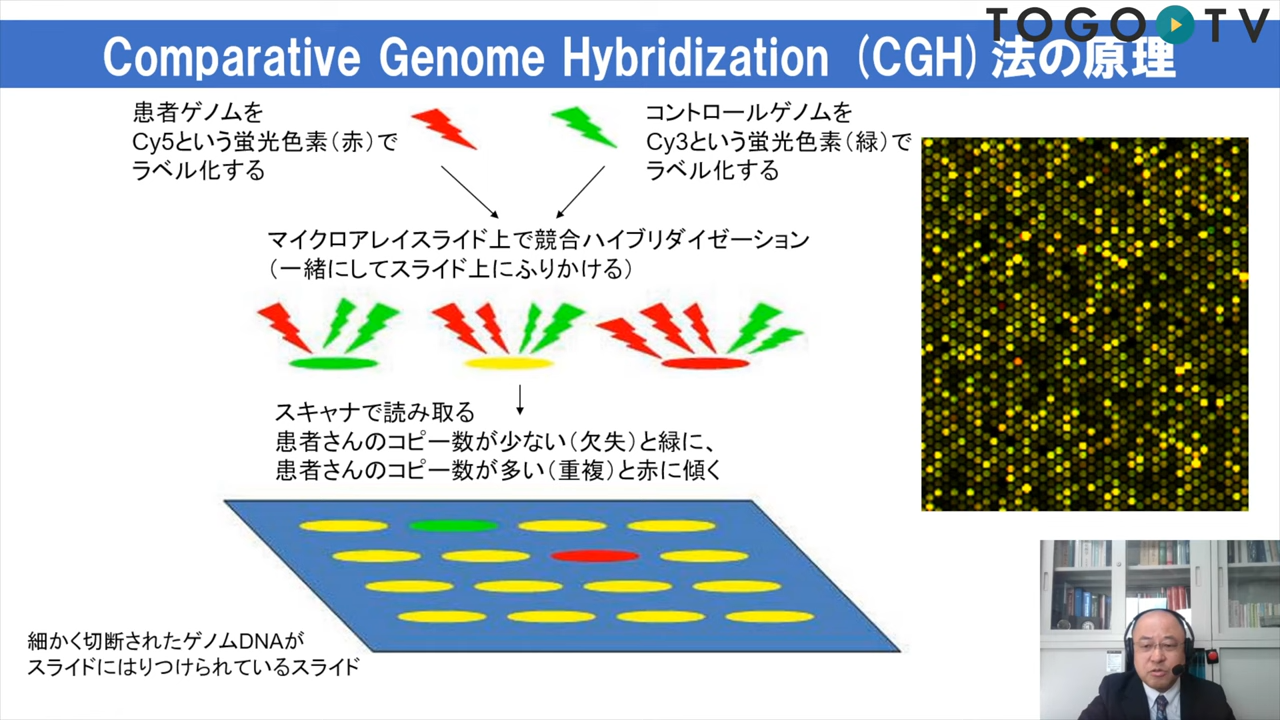 TOGO TV
Comparative Genome Hybridization (CGH) 法の原理
患者ゲノムを
Cy5という蛍光色素（赤）で
ラベル化する
コントロールゲノムを
Cy3という蛍光色素（緑）で
ラベル化する
マイクロアレイスライド上で競合ハイブリダイゼーション
（一緒にしてスライド上にふりかける）
スキャナで読み取る
患者さんのコピー数が少ない（欠失）と緑に、
患者さんのコピー数が多い（重複）と赤に傾く
細かく切断されたゲノムDNAが
スライドにはりつけられているスライド